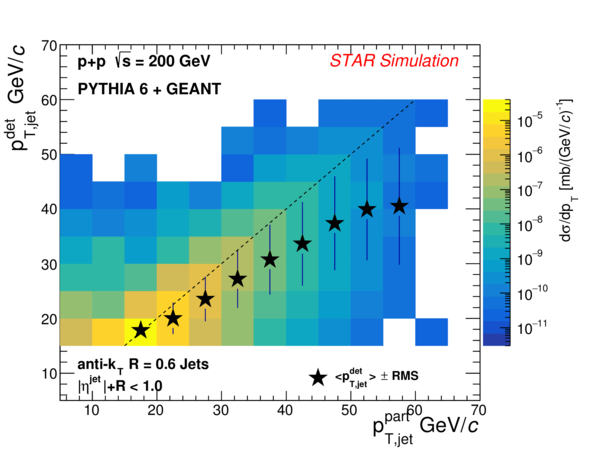 70
60
50
40
30
20
10
p^det_T,jet GeV/c
p+p √s = 200 GeV
STAR Simulation
PYTHIA 6 + GEANT
anti-k_T R = 0.6 Jets
|η^jet|+R < 1.0
★ <p^det_T,jet> ± RMS
10 20 30 40 50 60 70
p^part_T,jet GeV/c
10^−5
10^−6
10^−7
10^−8
10^−9
10^−10
10^−11
dσ/dp_T [mb/(GeV/c)^-1]